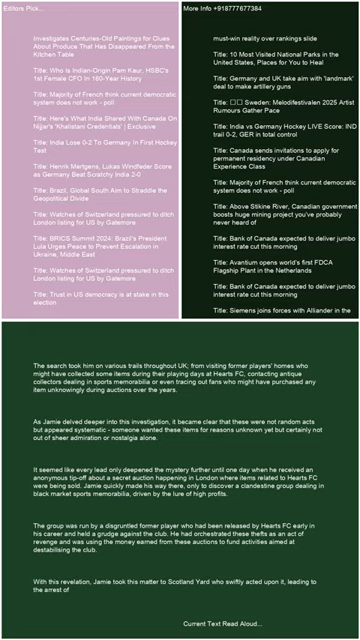 Editors Pick...
Investigates Centuries-Old Paintings for Clues
About Produce That Has Disappeared From the
Kitchen Table
Title: Who Is Indian-Origin Pam Kaur, HSBC's
1st Female CFO In 160-Year History
Title: Majority of French think current democratic
system does not work - poll
Title: Here's What India Shared With Canada On
Nijjar's 'Khalistani Credentials' | Exclusive
Title: India Lose 0-2 To Germany In First Hockey
Test
Title: Henrik Mertgens, Lukas Windfeder Score
as Germany Beat Scratchy India 2-0
Title: Brazil, Global South Aim to Straddle the
Geopolitical Divide
Title: Watches of Switzerland pressured to ditch
London listing for US by Gatemore
Title: BRICS Summit 2024: Brazil's President
Lula Urges Peace to Prevent Escalation in
Ukraine, Middle East
Title: Watches of Switzerland pressured to ditch
London listing for US by Gatemore
Title: Trust in US democracy is at stake in this
election
More Info +918777677384
must-win reality over rankings slide
Title: 10 Most Visited National Parks in the
United States, Places for You to Heal
Title: Germany and UK take aim with 'landmark'
deal to make artillery guns
Title: □□ Sweden: Melodifestivalen 2025 Artist
Rumours Gather Pace
Title: India vs Germany Hockey LIVE Score: IND
trail 0-2, GER in total control
Title: Canada sends invitations to apply for
permanent residency under Canadian
Experience Class
Title: Majority of French think current democratic
system does not work - poll
Title: Above Stikine River, Canadian government
boosts huge mining project you've probably
never heard of
Title: Bank of Canada expected to deliver jumbo
interest rate cut this morning
Title: Avantium opens world's first FDCA
Flagship Plant in the Netherlands
Title: Bank of Canada expected to deliver jumbo
interest rate cut this morning
Title: Siemens joins forces with Alliander in the
The search took him on various trails throughout UK; from visiting former players' homes who
might have collected some items during their playing days at Hearts FC, contacting antique
collectors dealing in sports memorabilia or even tracing out fans who might have purchased any
item unknowingly during auctions over the years.
As Jamie delved deeper into this investigation, it became clear that these were not random acts
but appeared systematic - someone wanted these items for reasons unknown yet but certainly not
out of sheer admiration or nostalgia alone.
It seemed like every lead only deepened the mystery further until one day when he received an
anonymous tip-off about a secret auction happening in London where items related to Hearts FC
were being sold. Jamie quickly made his way there, only to discover a clandestine group dealing in
black market sports memorabilia, driven by the lure of high profits.
The group was run by a disgruntled former player who had been released by Hearts FC early in
his career and held a grudge against the club. He had orchestrated these thefts as an act of
revenge and was using the money earned from these auctions to fund activities aimed at
destabilising the club.
With this revelation, Jamie took this matter to Scotland Yard who swiftly acted upon it, leading to
the arrest of
Current Text Read Aloud...